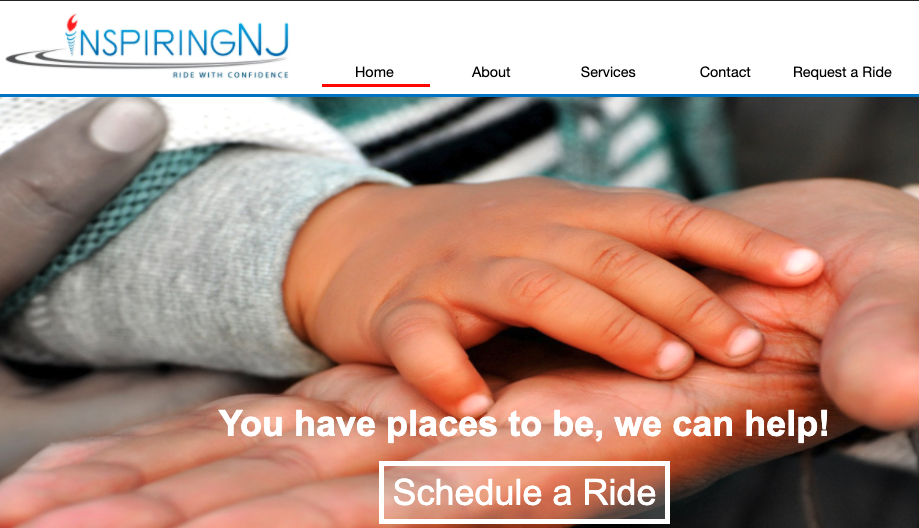 iNSPIRINGNJ
RIDE WITH CONFIDENCE
Home About Services Contact Request a Ride
You have places to be, we can help!
Schedule a Ride